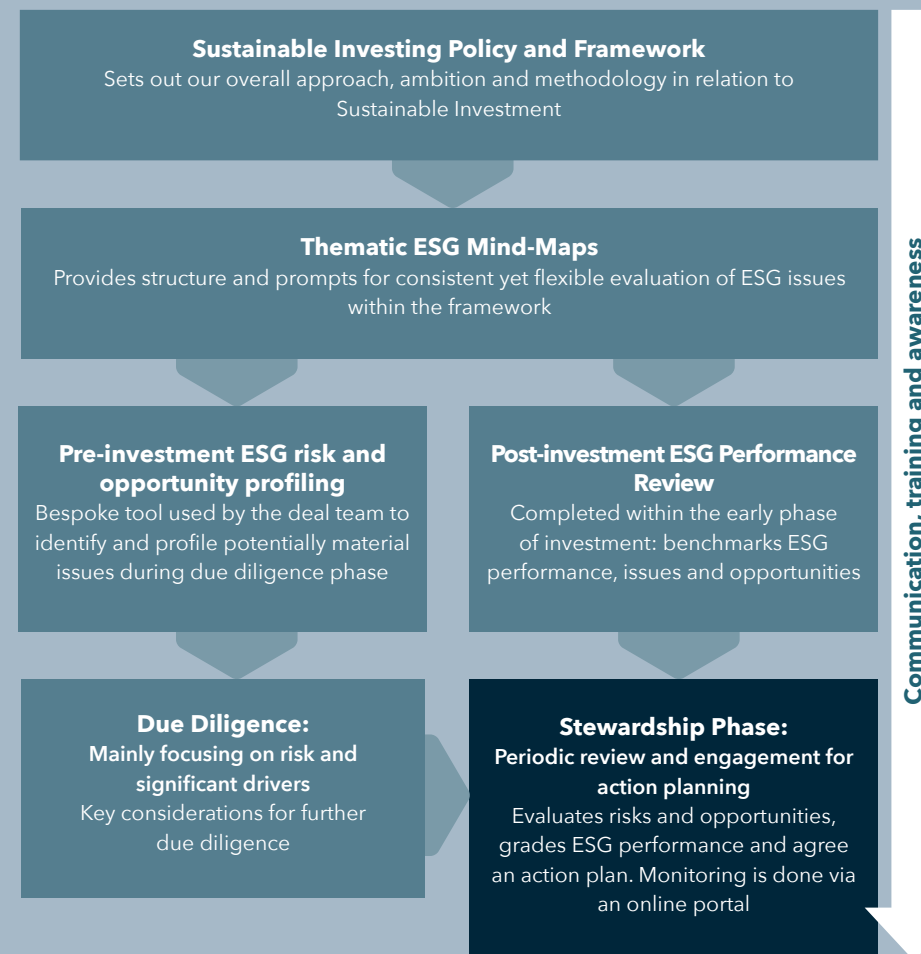 Sustainable Investing Policy and Framework
Sets out our overall approach, ambition and methodology in relation to
Sustainable Investment
Thematic ESG Mind-Maps
Provides structure and prompts for consistent yet flexible evaluation of ESG issues
within the framework
Pre-investment ESG risk and
opportunity profiling
Bespoke tool used by the deal team to
identify and profile potentially material
issues during due diligence phase
Post-investment ESG Performance
Review
Completed within the early phase
of investment: benchmarks ESG
performance, issues and opportunities
Due Diligence:
Mainly focusing on risk and
significant drivers
Key considerations for further
due diligence
Stewardship Phase:
Periodic review and engagement for
action planning
Evaluates risks and opportunities,
grades ESG performance and agree
an action plan. Monitoring is done via
an online portal
Communication, training and awareness